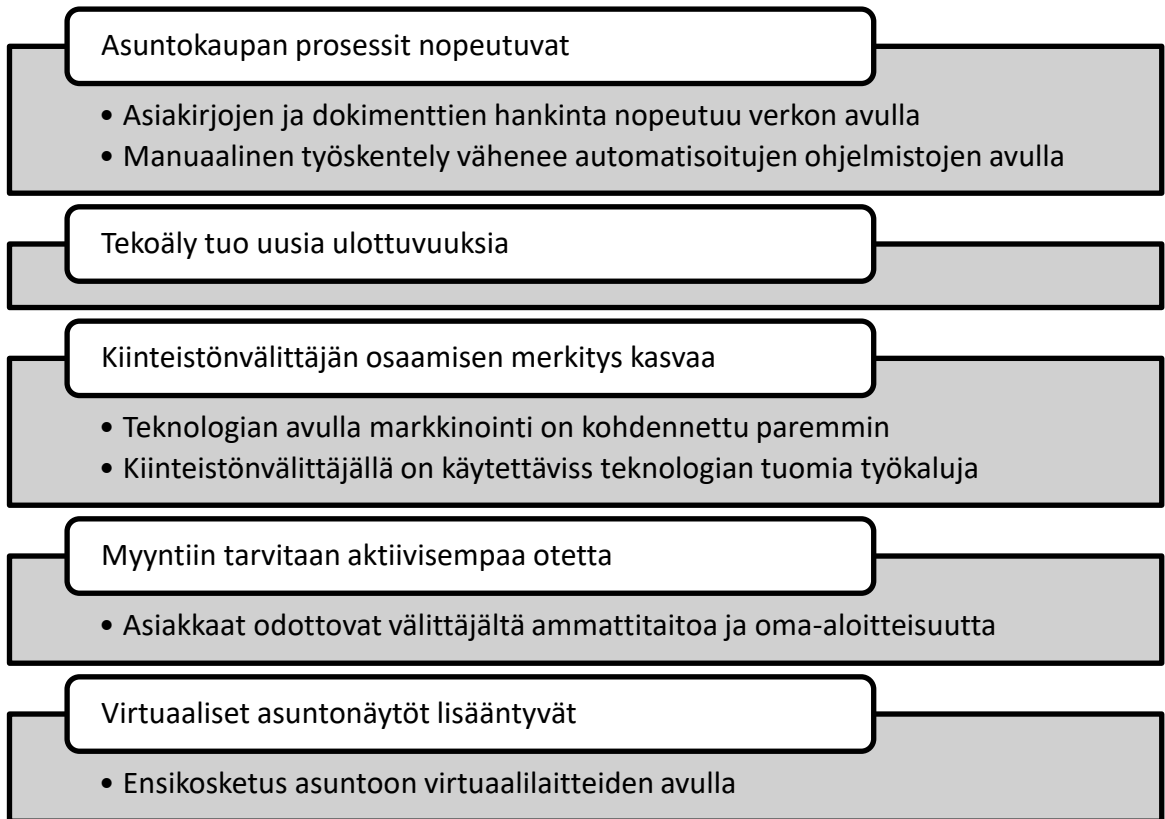 Asuntokaupan prosessit nopeutuvat
• Asiakirjojen ja dokimenttien hankinta nopeutuu verkon avulla
• Manuaalinen työskentely vähenee automatisoitujen ohjelmistojen avulla
Tekoäly tuo uusia ulottuvuuksia
Kiinteistönvälittäjän osaamisen merkitys kasvaa
• Teknologian avulla markkinointi on kohdennettu paremmin
• Kiinteistönvälittäjällä on käytettäviss teknologian tuomia työkaluja
Myyntiin tarvitaan aktiivisempaa otetta
• Asiakkaat odottovat välittäjältä ammattitaitoa ja oma-aloitteisuutta
Virtuaaliset asuntonäytöt lisääntyvät
• Ensikosketus asuntoon virtuaalilaitteiden avulla